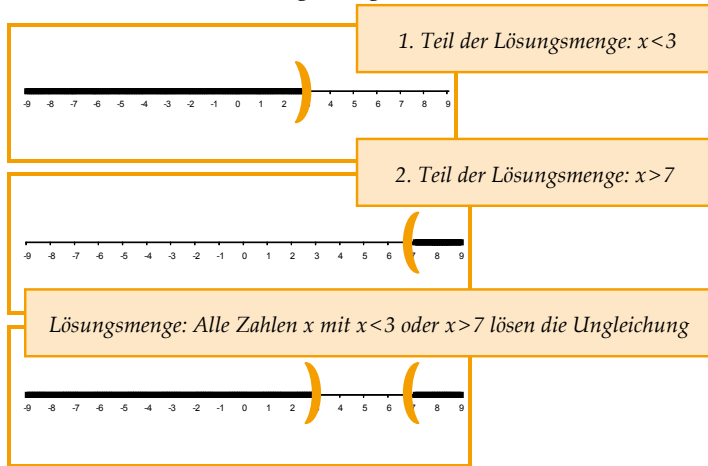 1. Teil der Lösungsmenge: x<3
-9 -8 -7 -6 -5 -4 -3 -2 -1 0 1 2 4 5 6 7 8 9
2. Teil der Lösungsmenge: x>7
-9 -8 -7 -6 -5 -4 -3 -2 -1 0 1 2 3 4 5 6 7 8 9
Lösungsmenge: Alle Zahlen x mit x<3 oder x>7 lösen die Ungleichung
-9 -8 -7 -6 -5 -4 -3 -2 -1 0 1 2 4 5 6 7 8 9